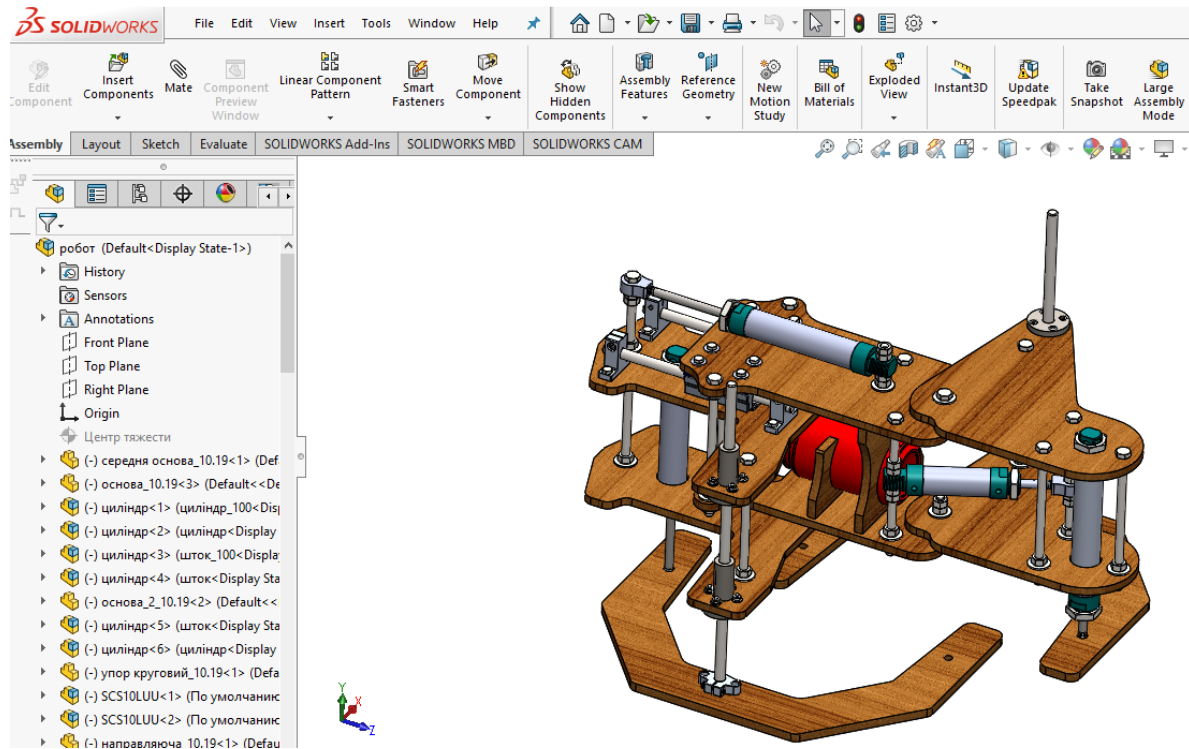 SOLIDWORKS File Edit View Insert Tools Window Help
Edit Component
Insert Components
Mate
Component Preview Window
Linear Component Pattern
Smart Fasteners
Move Component
Show Hidden Components
Assembly Features
Reference Geometry
New Motion Study
Bill of Materials
Exploded View
Instant3D
Update Speedpak
Take Snapshot
Large Assembly Mode
Assembly Layout Sketch Evaluate SOLIDWORKS Add-Ins SOLIDWORKS MBD SOLIDWORKS CAM
робот (Default<Display State-1>)
History
Sensors
Annotations
Front Plane
Top Plane
Right Plane
Origin
Центр тяжести
(-) середня основа_10.19<1> (Def
(-) основа_10.19<3> (Default<<De
(-) циліндр<1> (циліндр_100<Disp
(-) циліндр<2> (циліндр<Display
(-) циліндр<3> (шток_100<Display
(-) циліндр<4> (шток<Display Sta
(-) основа_2_10.19<2> (Default<<
(-) циліндр<5> (шток<Display Sta
(-) циліндр<6> (циліндр<Display
(-) упор круговий_10.19<1> (Defa
(-) SCS10LUU<1> (По умолчанию
(-) SCS10LUU<2> (По умолчанию
(-) направляюча_10.19<1> (Defau
Y
X
Z